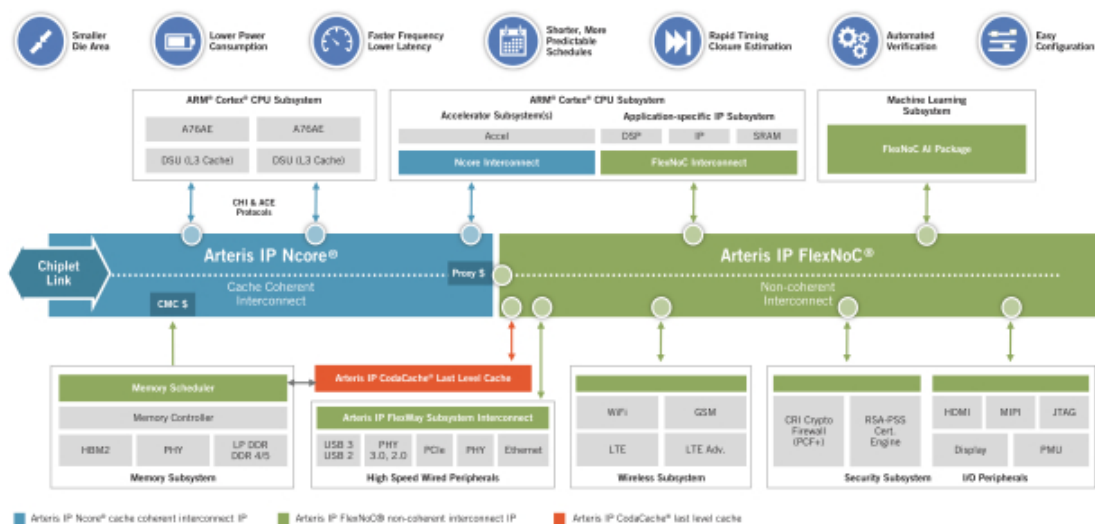 Smaller
Die Area
Lower Power
Consumption
Faster Frequency
Lower Latency
Shorter, More
Predictable
Schedules
Rapid Timing
Closure Estimation
Automated
Verification
Easy
Configuration
ARM® Cortex® CPU Subsystem
A76AE
A76AE
DSU (L3 Cache)
DSU (L3 Cache)
ARM® Cortex® CPU Subsystem
Accelerator Subsystem(s)
Application-specific IP Subsystem
Accel
DSP
IP
SRAM
Ncore Interconnect
FlexNoC Interconnect
Machine Learning
Subsystem
FlexNoC AI Package
CHI & ACE
Protocols
Chiplet
Link
Arteris IP Ncore®
Cache Coherent
Interconnect
CMC $
Proxy $
Arteris IP FlexNoC®
Non-coherent
Interconnect
Memory Scheduler
Memory Controller
HBM2
PHY
LP DDR
DDR 4/5
Memory Subsystem
Arteris IP CodaCache® Last Level Cache
Arteris IP FlexWay Subsystem Interconnect
USB 3
USB 2
PHY
3.0, 2.0
PCIe
PHY
Ethernet
High Speed Wired Peripherals
WiFi
GSM
LTE
LTE Adv.
Wireless Subsystem
CRI Crypto
Firewall
(PCF+)
RSA-PSS
Cert.
Engine
Security Subsystem
HDMI
MIPI
JTAG
Display
PMU
I/O Peripherals
Arteris IP Ncore® cache coherent interconnect IP
Arteris IP FlexNoC® non-coherent interconnect IP
Arteris IP CodaCache® last level cache